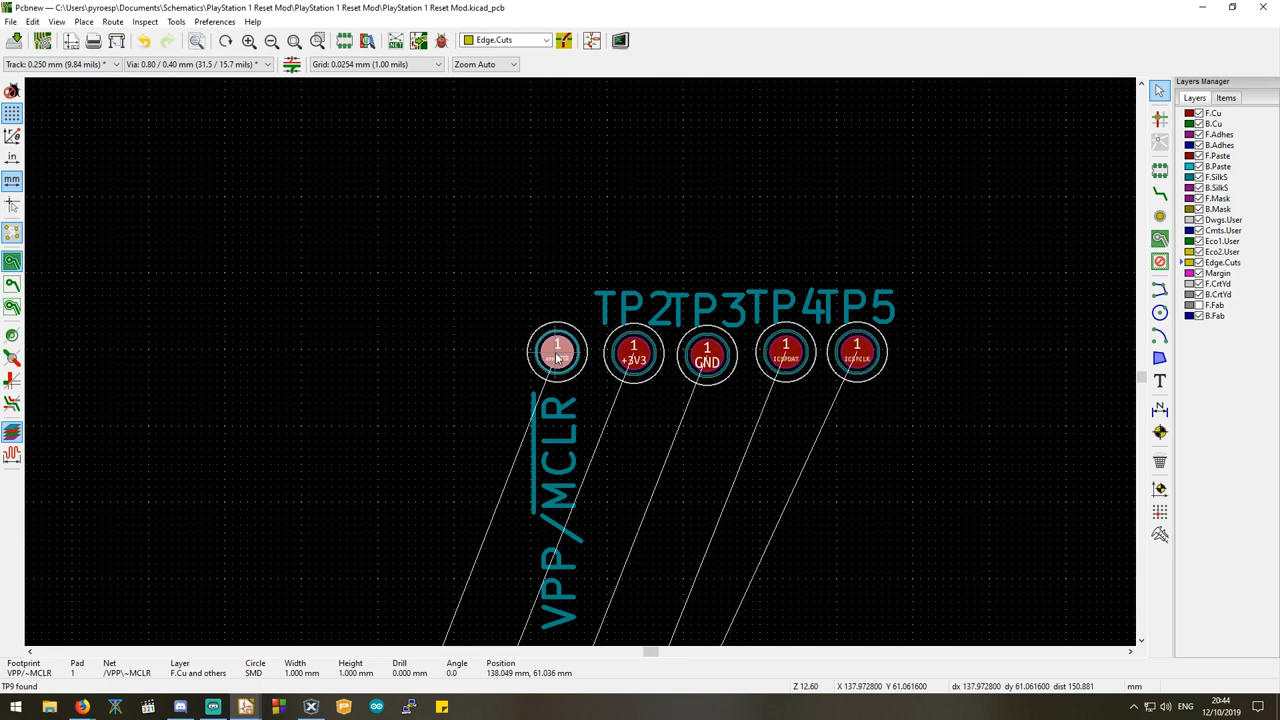 Pcbnew — C:\Users\pyroesp\Documents\Schematics\PlayStation 1 Reset Mod\PlayStation 1 Reset Mod\PlayStation 1 Reset Mod.kicad_pcb
File Edit View Place Route Inspect Tools Preferences Help
Edge.Cuts
Track: 0.250 mm (9.84 mils) * Via: 0.80 / 0.40 mm (31.5 / 15.7 mils) * Grid: 0.0254 mm (1.00 mils) Zoom Auto
Layers Manager
Layers Items
F.Cu
B.Cu
F.Adhes
B.Adhes
F.Paste
B.Paste
F.SilkS
B.SilkS
F.Mask
B.Mask
Dwgs.User
Cmts.User
Eco1.User
Eco2.User
Edge.Cuts
Margin
F.CrtYd
B.CrtYd
F.Fab
B.Fab
in
mm
TP2 TP3 TP4 TP5
1 1 1 1 1
+3V3 GND ICSPDAT ICSPCLK
VPP/MCLR
Footprint Pad Net Layer Circle Width Height Drill Angle Position
VPP/~MCLR 1 /VPP\~MCLR F.Cu and others SMD 1.000 mm 1.000 mm 0.000 mm 0.0 138.049 mm, 61.036 mm
TP9 found Z 12.60 X 137.972800 Y 61.061600 dx 137.972800 dy 61.061600 dist 150.881 mm
ENG 20:44
12/10/2019